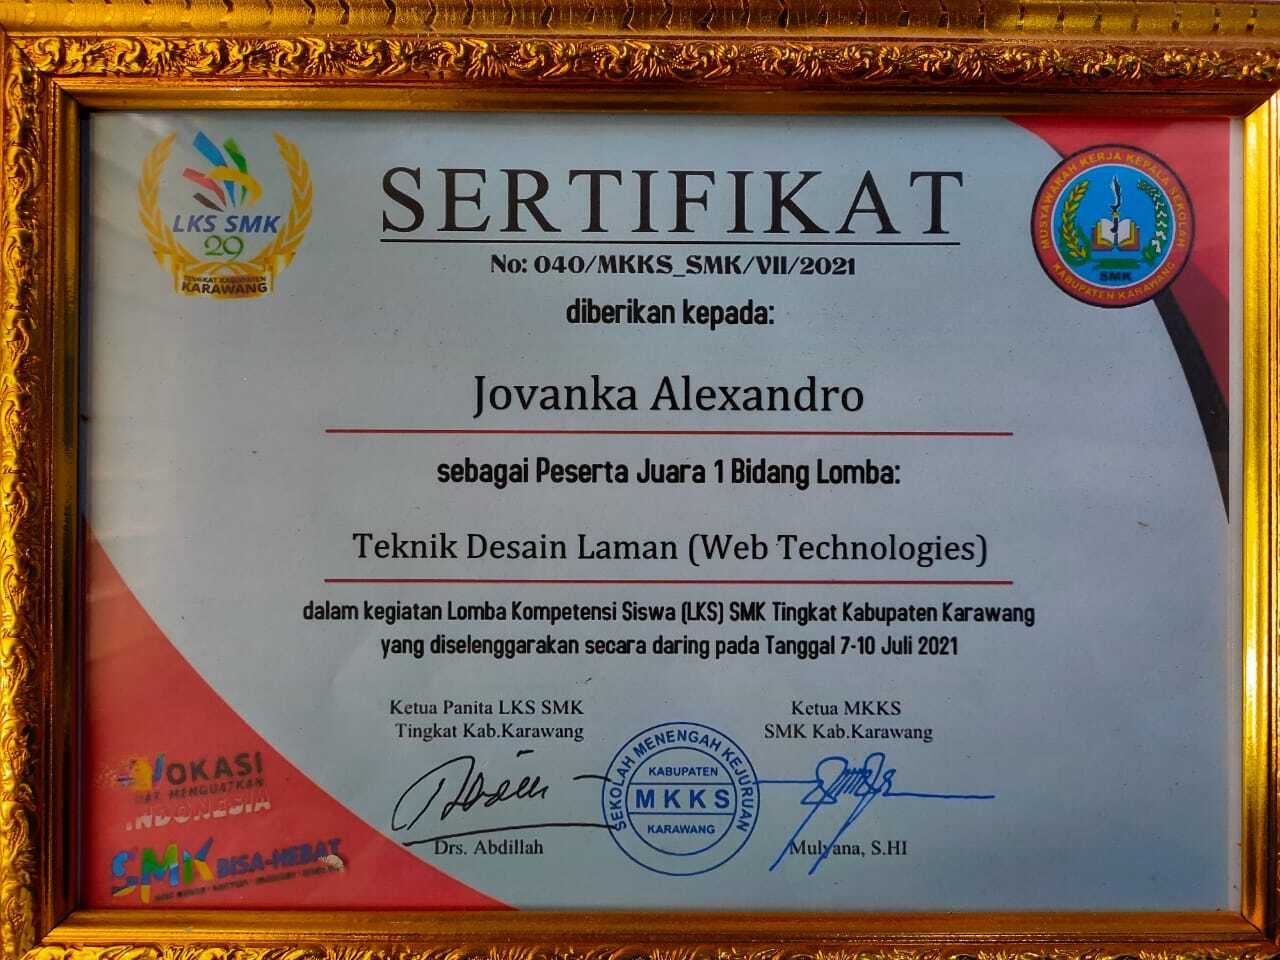 LKS SMK
29
TINGKAT KABUPATEN
KARAWANG
SERTIFIKAT
MUSYAWARAH KERJA KEPALA SEKOLAH
SMK
KABUPATEN KARAWANG
No: 040/MKKS_SMK/VII/2021
diberikan kepada:
Jovanka Alexandro
sebagai Peserta Juara 1 Bidang Lomba:
Teknik Desain Laman (Web Technologies)
dalam kegiatan Lomba Kompetensi Siswa (LKS) SMK Tingkat Kabupaten Karawang
yang diselenggarakan secara daring pada Tanggal 7-10 Juli 2021
Ketua Panita LKS SMK
Tingkat Kab.Karawang
Ketua MKKS
SMK Kab.Karawang
SEKOLAH MENENGAH KEJURUAN
KABUPATEN
MKKS
KARAWANG
Drs. Abdillah
Mulyana, S.HI
VOKASI
MENGUATKAN
INDONESIA
SMK BISA-HEBAT